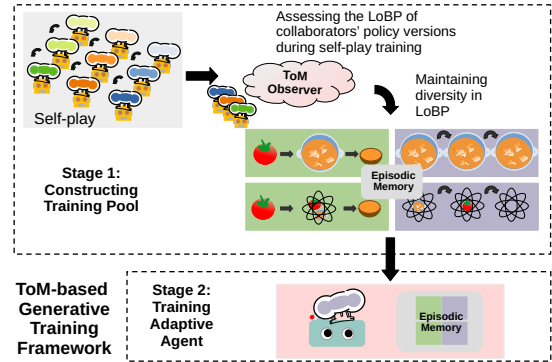 Assessing the LoBP of
collaborators' policy versions
during self-play training
ToM
Observer
Maintaining
diversity in
LoBP
Self-play
Stage 1:
Constructing
Training Pool
Episodic
Memory
ToM-based
Generative
Training
Framework
Stage 2:
Training
Adaptive
Agent
Episodic
Memory